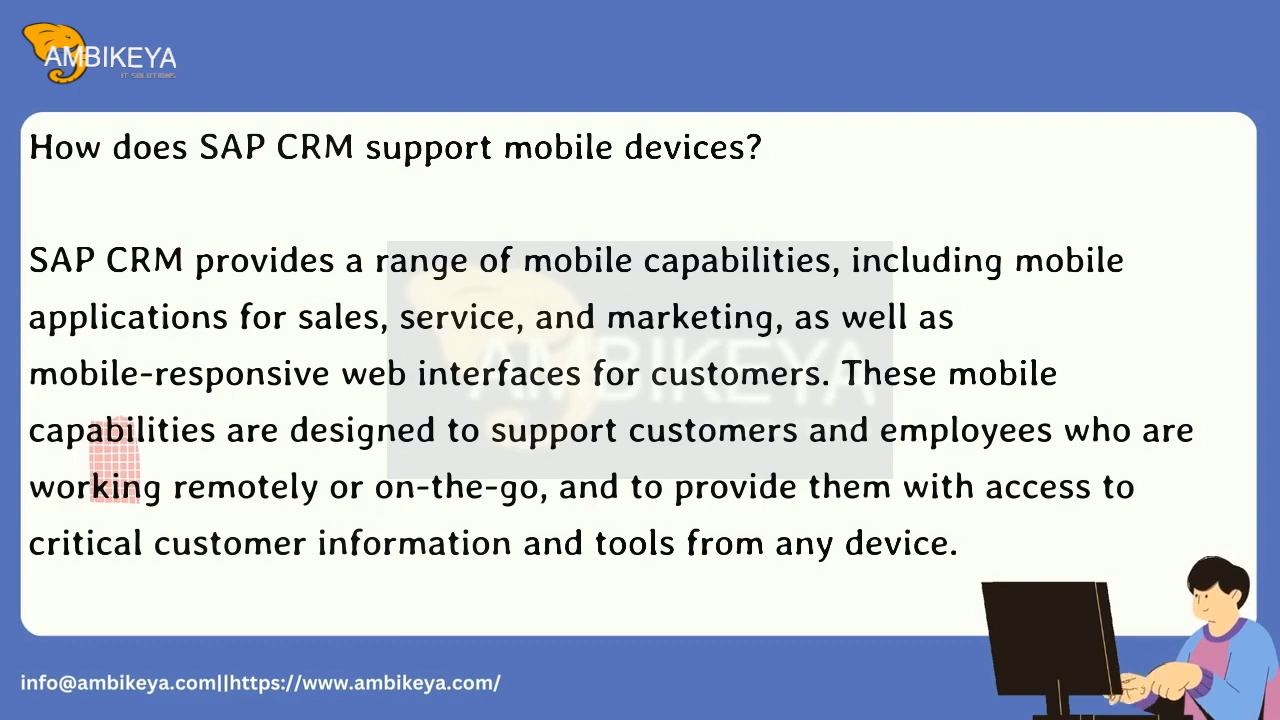 AMBIKEYA
IT SOLUTIONS
How does SAP CRM support mobile devices?
SAP CRM provides a range of mobile capabilities, including mobile
applications for sales, service, and marketing, as well as
mobile-responsive web interfaces for customers. These mobile
capabilities are designed to support customers and employees who are
working remotely or on-the-go, and to provide them with access to
critical customer information and tools from any device.
AMBIKEYA
info@ambikeya.com||https://www.ambikeya.com/